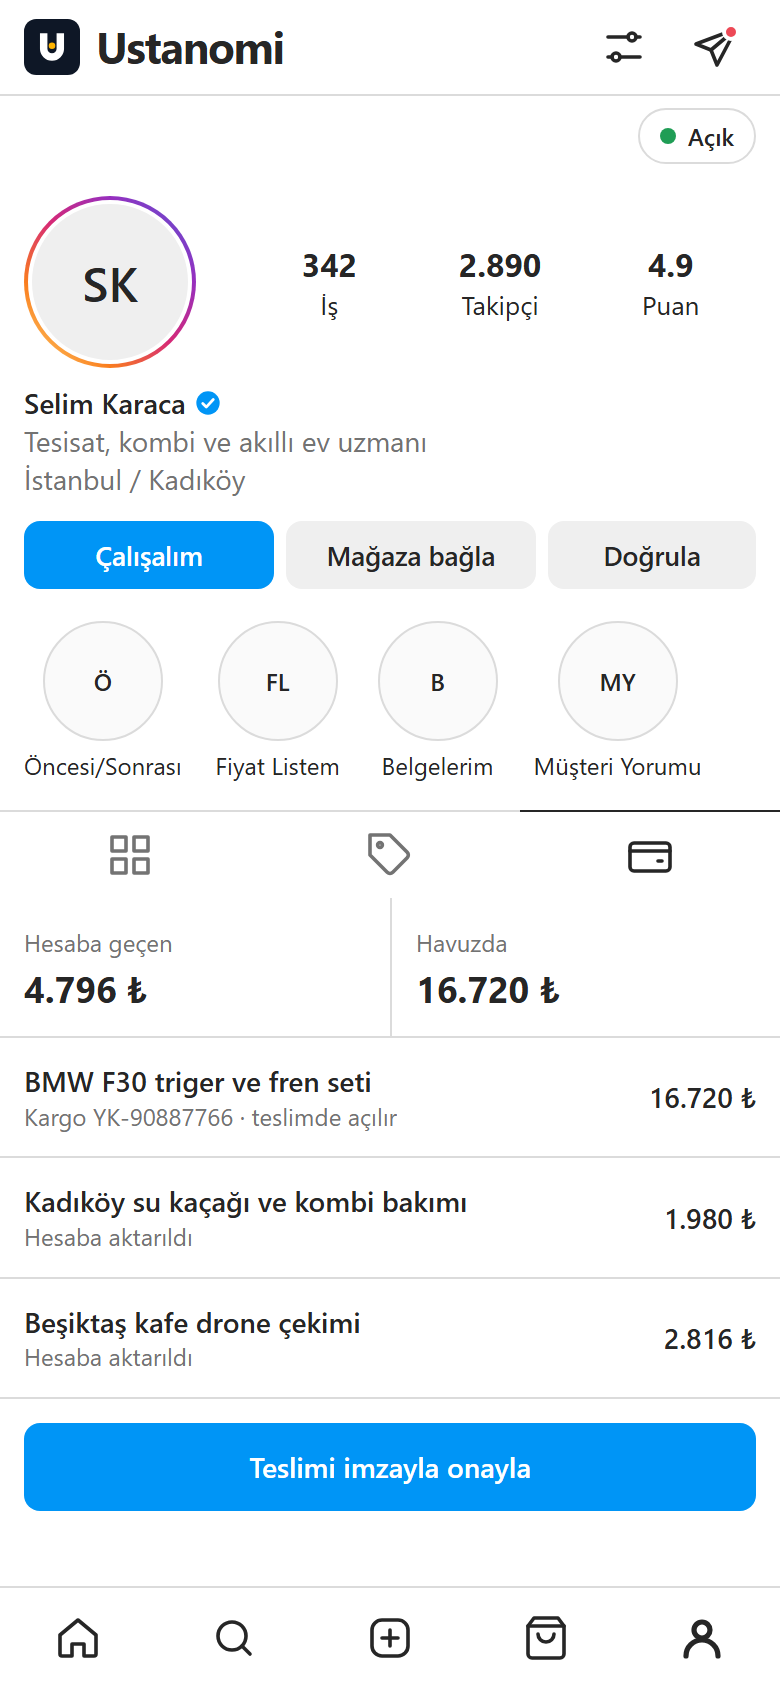 Ustanomi
Açık
SK
342
İş
2.890
Takipçi
4.9
Puan
Selim Karaca
Tesisat, kombi ve akıllı ev uzmanı
İstanbul / Kadıköy
Çalışalım
Mağaza bağla
Doğrula
Ö
Öncesi/Sonrası
FL
Fiyat Listem
B
Belgelerim
MY
Müşteri Yorumu
Hesaba geçen
4.796 ₺
Havuzda
16.720 ₺
BMW F30 triger ve fren seti
Kargo YK-90887766 · teslimde açılır
16.720 ₺
Kadıköy su kaçağı ve kombi bakımı
Hesaba aktarıldı
1.980 ₺
Beşiktaş kafe drone çekimi
Hesaba aktarıldı
2.816 ₺
Teslimi imzayla onayla